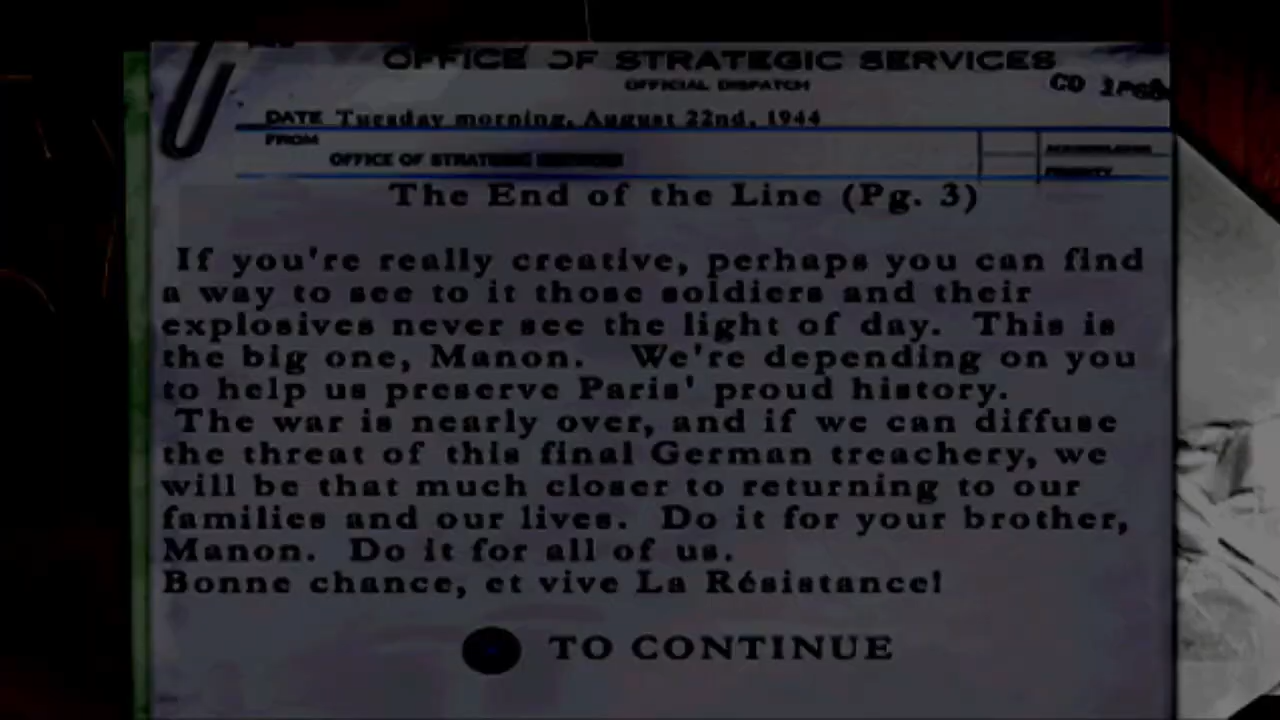 OFFICE OF STRATEGIC SERVICES
OFFICIAL DISPATCH
DATE Tuesday morning, August 22nd, 1944
FROM
OFFICE OF STRATEGIC SERVICES
The End of the Line (Pg. 3)
If you're really creative, perhaps you can find
a way to see to it those soldiers and their
explosives never see the light of day. This is
the big one, Manon. We're depending on you
to help us preserve Paris' proud history.
The war is nearly over, and if we can diffuse
the threat of this final German treachery, we
will be that much closer to returning to our
families and our lives. Do it for your brother,
Manon. Do it for all of us.
Bonne chance, et vive La Résistance!
TO CONTINUE